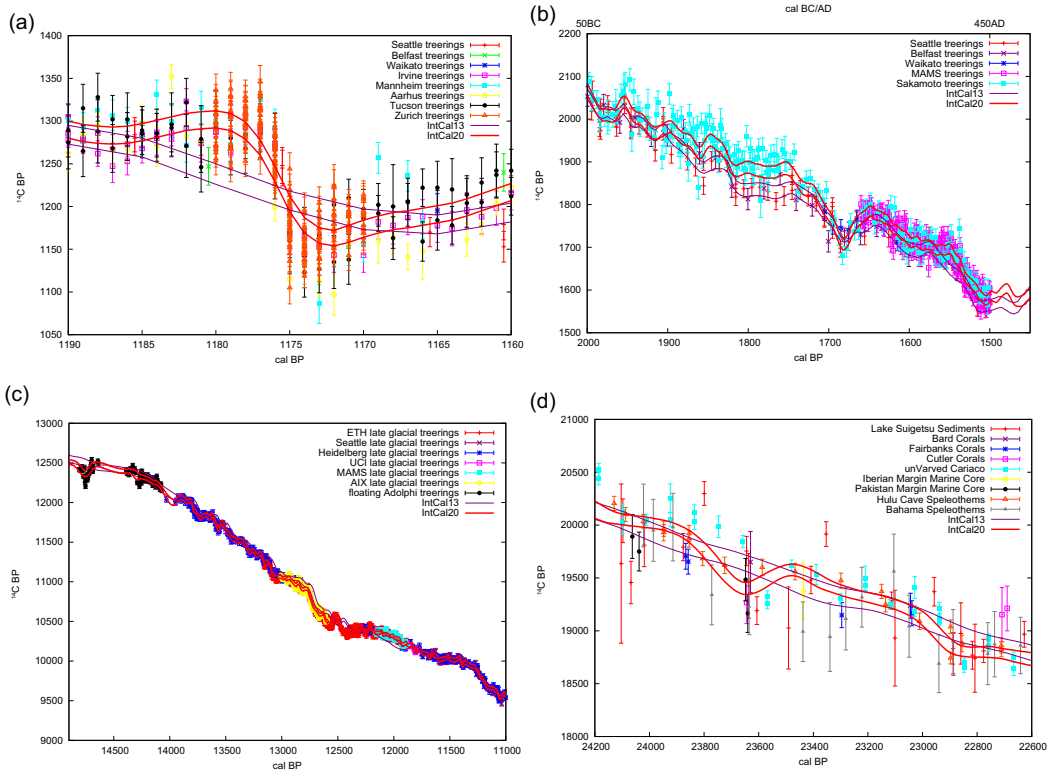 (a)
1400
1350
1300
1250
1200
1150
1100
1050
¹⁴C BP
1190
1185
1180
1175
1170
1165
1160
cal BP
Seattle treerings
Belfast treerings
Waikato treerings
Irvine treerings
Mannheim treerings
Aarhus treerings
Tucson treerings
Zurich treerings
IntCal13
IntCal20
(b)
cal BC/AD
50BC
450AD
2200
2100
2000
1900
1800
1700
1600
1500
¹⁴C BP
2000
1900
1800
1700
1600
1500
cal BP
Seattle treerings
Belfast treerings
Waikato treerings
MAMS treerings
Sakamoto treerings
IntCal13
IntCal20
(c)
13000
12000
11000
10000
9000
¹⁴C BP
14500
14000
13500
13000
12500
12000
11500
11000
cal BP
ETH late glacial treerings
Seattle late glacial treerings
Heidelberg late glacial treerings
UCI late glacial treerings
MAMS late glacial treerings
AIX late glacial treerings
floating Adolphi treerings
IntCal13
IntCal20
(d)
21000
20500
20000
19500
19000
18500
18000
¹⁴C BP
24200
24000
23800
23600
23400
23200
23000
22800
22600
cal BP
Lake Suigetsu Sediments
Bard Corals
Fairbanks Corals
Cutler Corals
unVarved Cariaco
Iberian Margin Marine Core
Pakistan Margin Marine Core
Hulu Cave Speleothems
Bahama Speleothems
IntCal13
IntCal20